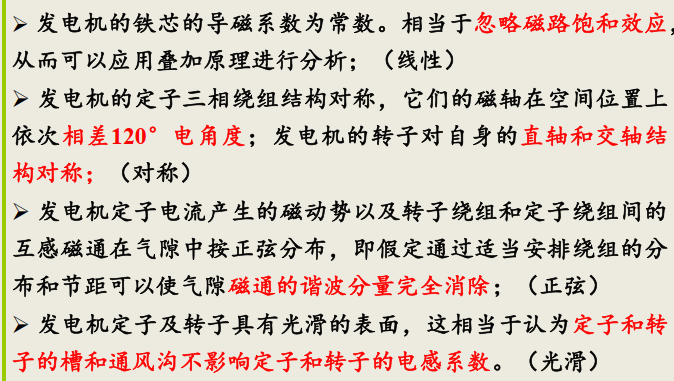 ➢ 发电机的铁芯的导磁系数为常数。相当于忽略磁路饱和效应，
从而可以应用叠加原理进行分析；（线性）
➢ 发电机的定子三相绕组结构对称，它们的磁轴在空间位置上
依次相差120°电角度；发电机的转子对自身的直轴和交轴结
构对称；（对称）
➢ 发电机定子电流产生的磁动势以及转子绕组和定子绕组间的
互感磁通在气隙中按正弦分布，即假定通过适当安排绕组的分
布和节距可以使气隙磁通的谐波分量完全消除；（正弦）
➢ 发电机定子及转子具有光滑的表面，这相当于认为定子和转
子的槽和通风沟不影响定子和转子的电感系数。（光滑）